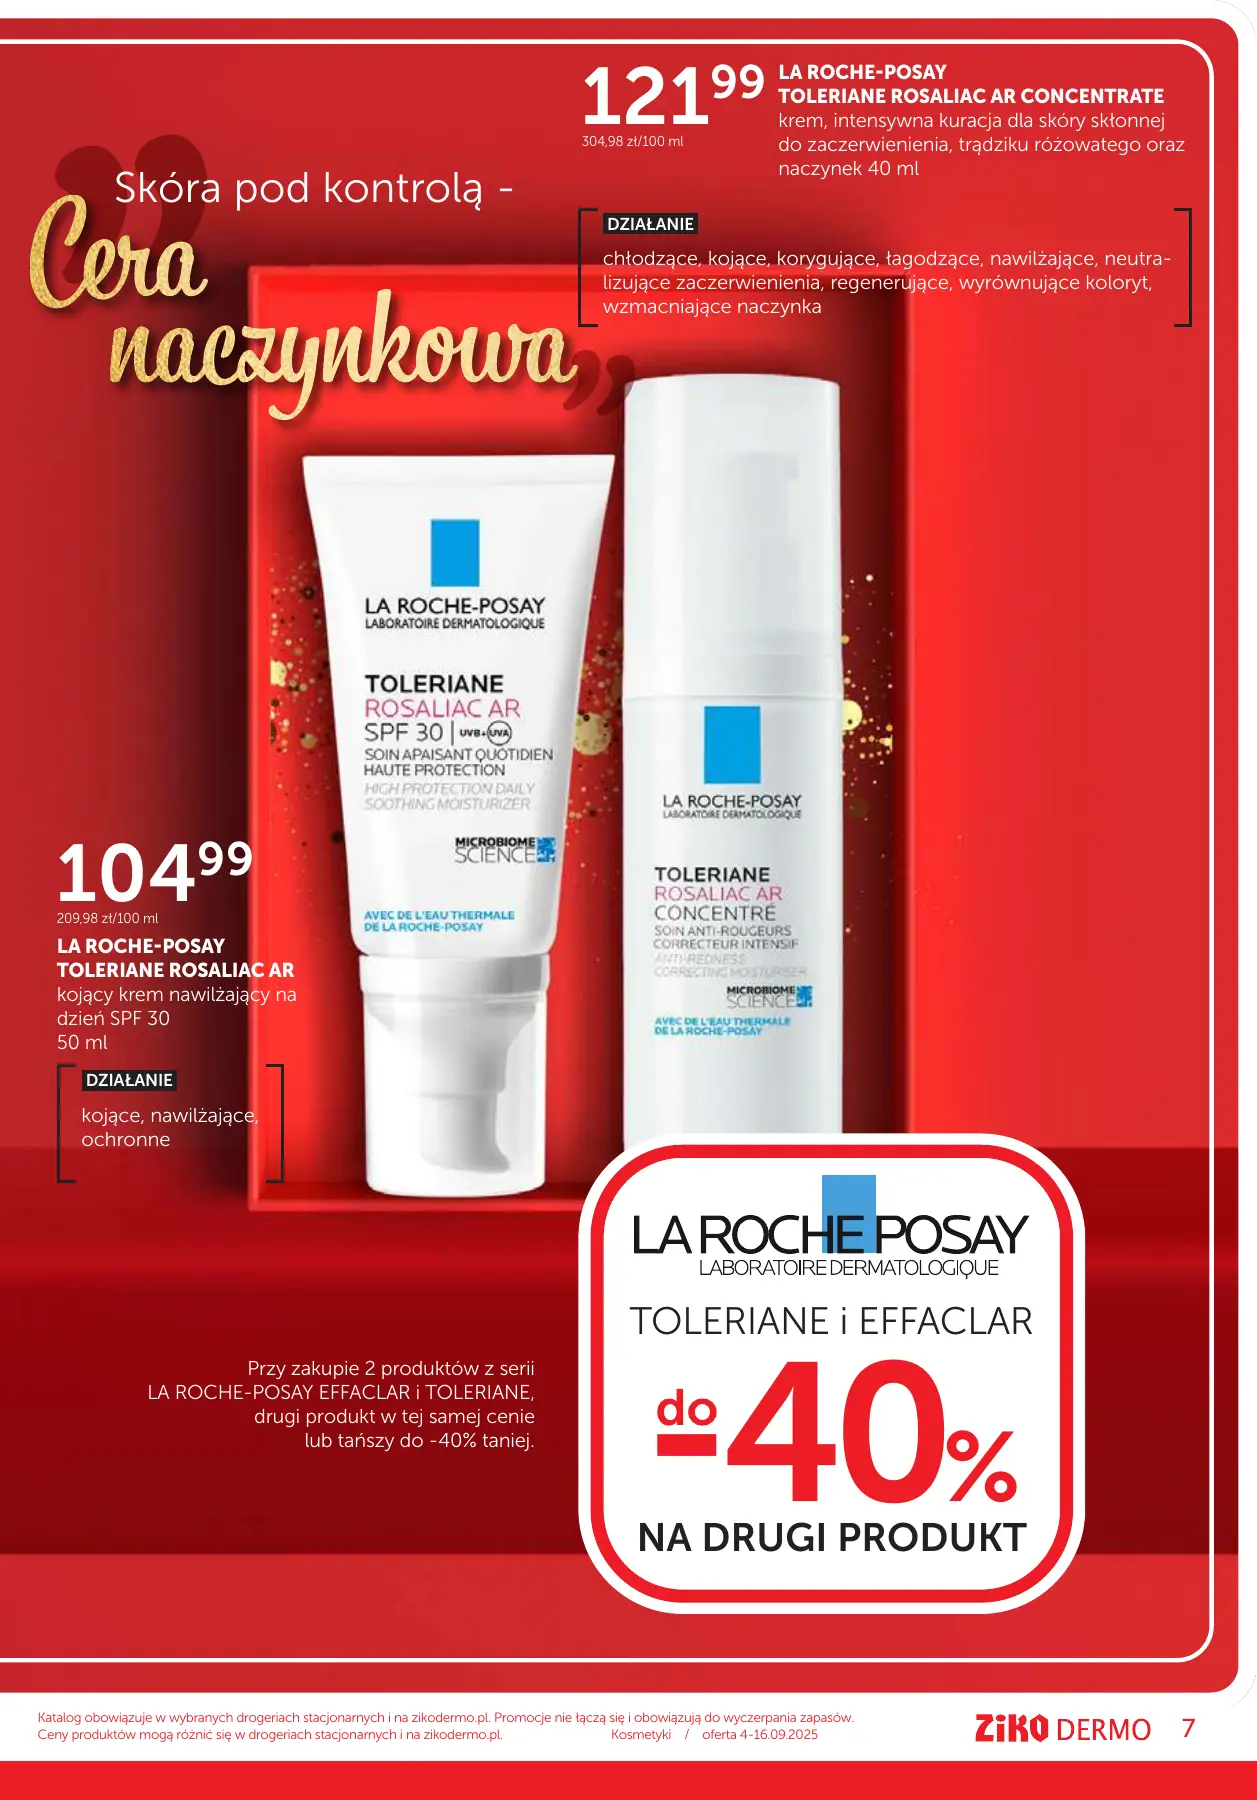 121 99
304,98 zł/100 ml
LA ROCHE-POSAY
TOLERIANE ROSALIAC AR CONCENTRATE
krem, intensywna kuracja dla skóry skłonnej
do zaczerwienienia, trądziku różowatego oraz
naczynek 40 ml
Skóra pod kontrolą -
Cera
naczynkowa
DZIAŁANIE
chłodzące, kojące, korygujące, łagodzące, nawilżające, neutra-
lizujące zaczerwienienia, regenerujące, wyrównujące koloryt,
wzmacniające naczynka
LA ROCHE-POSAY
LABORATOIRE DERMATOLOGIQUE
TOLERIANE
ROSALIAC AR
SPF 30 | UVB+UVA
SOIN APAISANT QUOTIDIEN
HAUTE PROTECTION
HIGH PROTECTION DAILY
SOOTHING MOISTURIZER
MICROBIOME
SCIENCE
AVEC DE L'EAU THERMALE
DE LA ROCHE-POSAY
LA ROCHE-POSAY
LABORATOIRE DERMATOLOGIQUE
TOLERIANE
ROSALIAC AR
CONCENTRÉ
SOIN ANTI-ROUGEURS
CORRECTEUR INTENSIF
ANTI-REDNESS
CORRECTING MOISTURISER
MICROBIOME
SCIENCE
AVEC DE L'EAU THERMALE
DE LA ROCHE-POSAY
104 99
209,98 zł/100 ml
LA ROCHE-POSAY
TOLERIANE ROSALIAC AR
kojący krem nawilżający na
dzień SPF 30
50 ml
DZIAŁANIE
kojące, nawilżające,
ochronne
LA ROCHE POSAY
LABORATOIRE DERMATOLOGIQUE
TOLERIANE i EFFACLAR
do
-40%
NA DRUGI PRODUKT
Przy zakupie 2 produktów z serii
LA ROCHE-POSAY EFFACLAR i TOLERIANE,
drugi produkt w tej samej cenie
lub tańszy do -40% taniej.
Katalog obowiązuje w wybranych drogeriach stacjonarnych i na zikodermo.pl. Promocje nie łączą się i obowiązują do wyczerpania zapasów.
Ceny produktów mogą różnić się w drogeriach stacjonarnych i na zikodermo.pl. Kosmetyki / oferta 4-16.09.2025
ZiKO DERMO 7